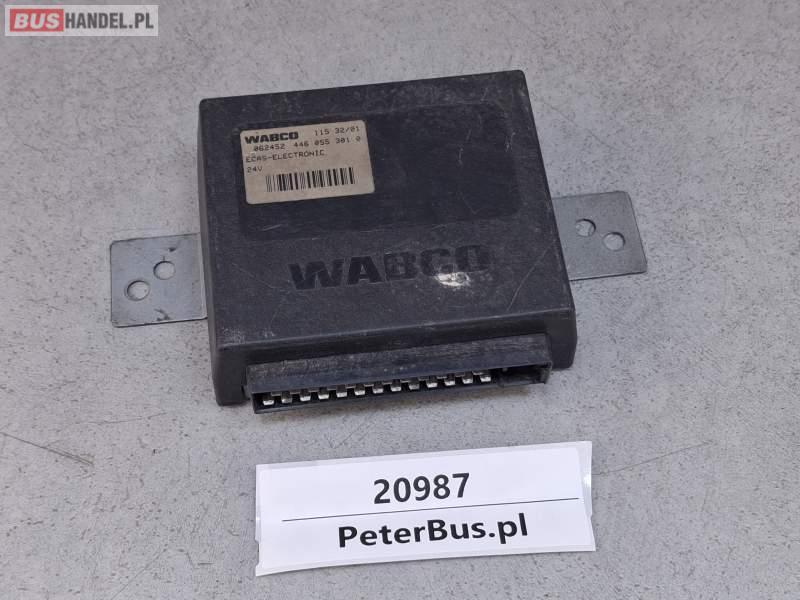 BUSHANDEL.PL
WABCO 115 32/01
062452 446 055 301 0
ECAS-ELECTRONIC
24V
WABCO
20987
PeterBus.pl